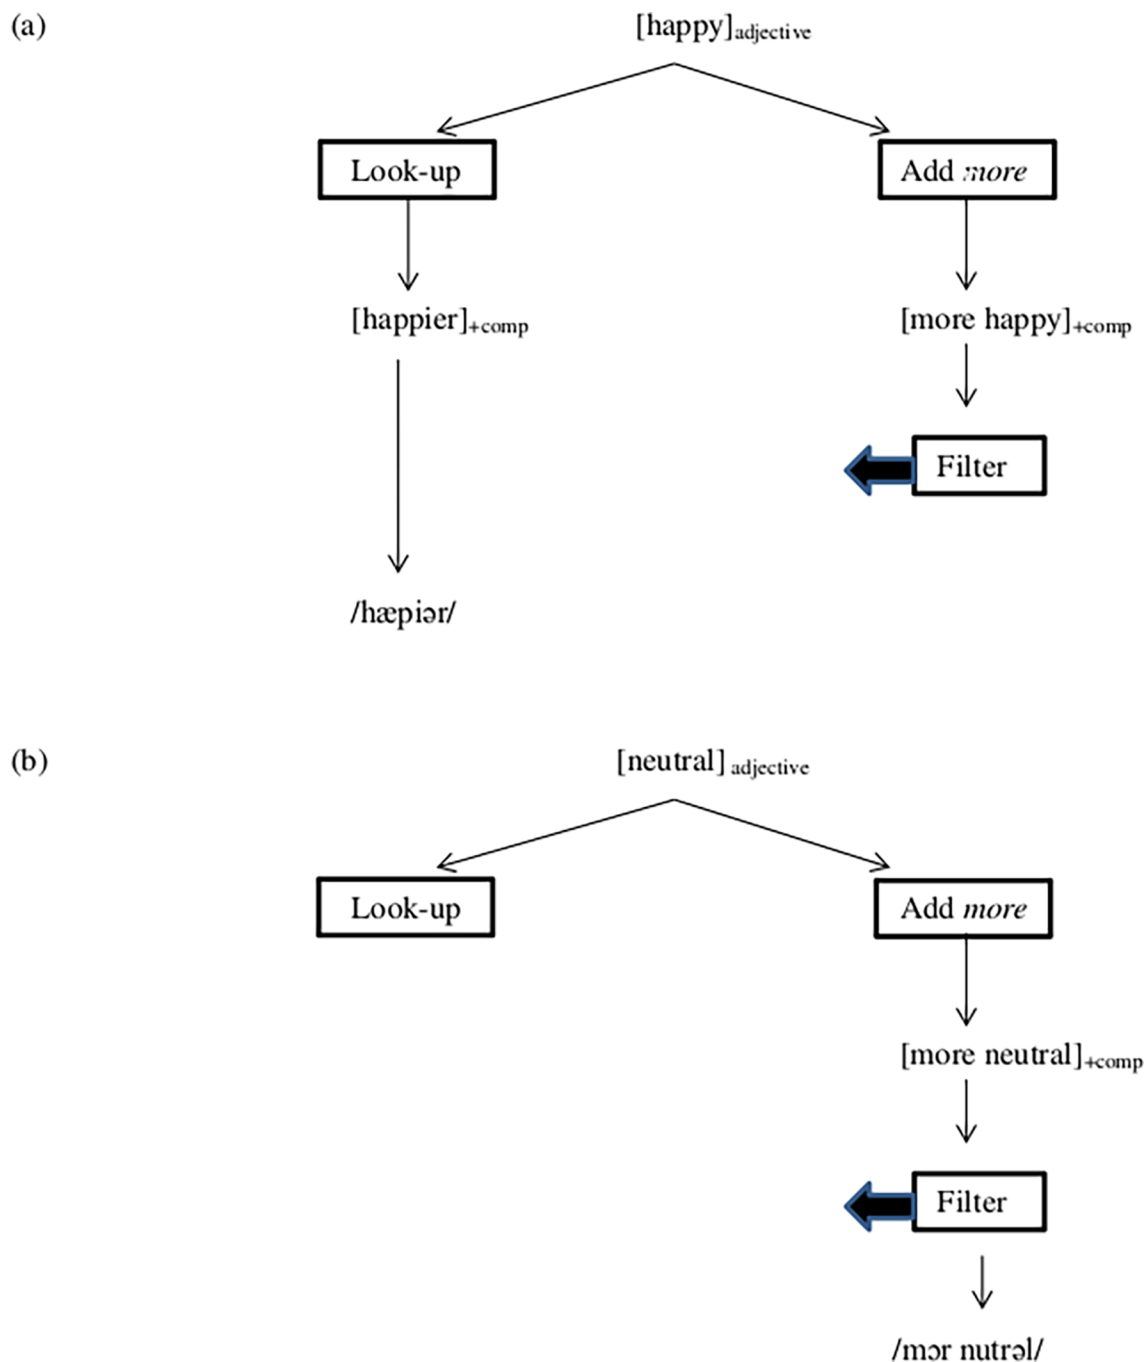 (a) [happy]adjective
Look-up Add more
[happier]+comp [more happy]+comp
Filter
/hæpiər/
(b) [neutral] adjective
Look-up Add more
[more neutral]+comp
Filter
/mɔr nutrəl/